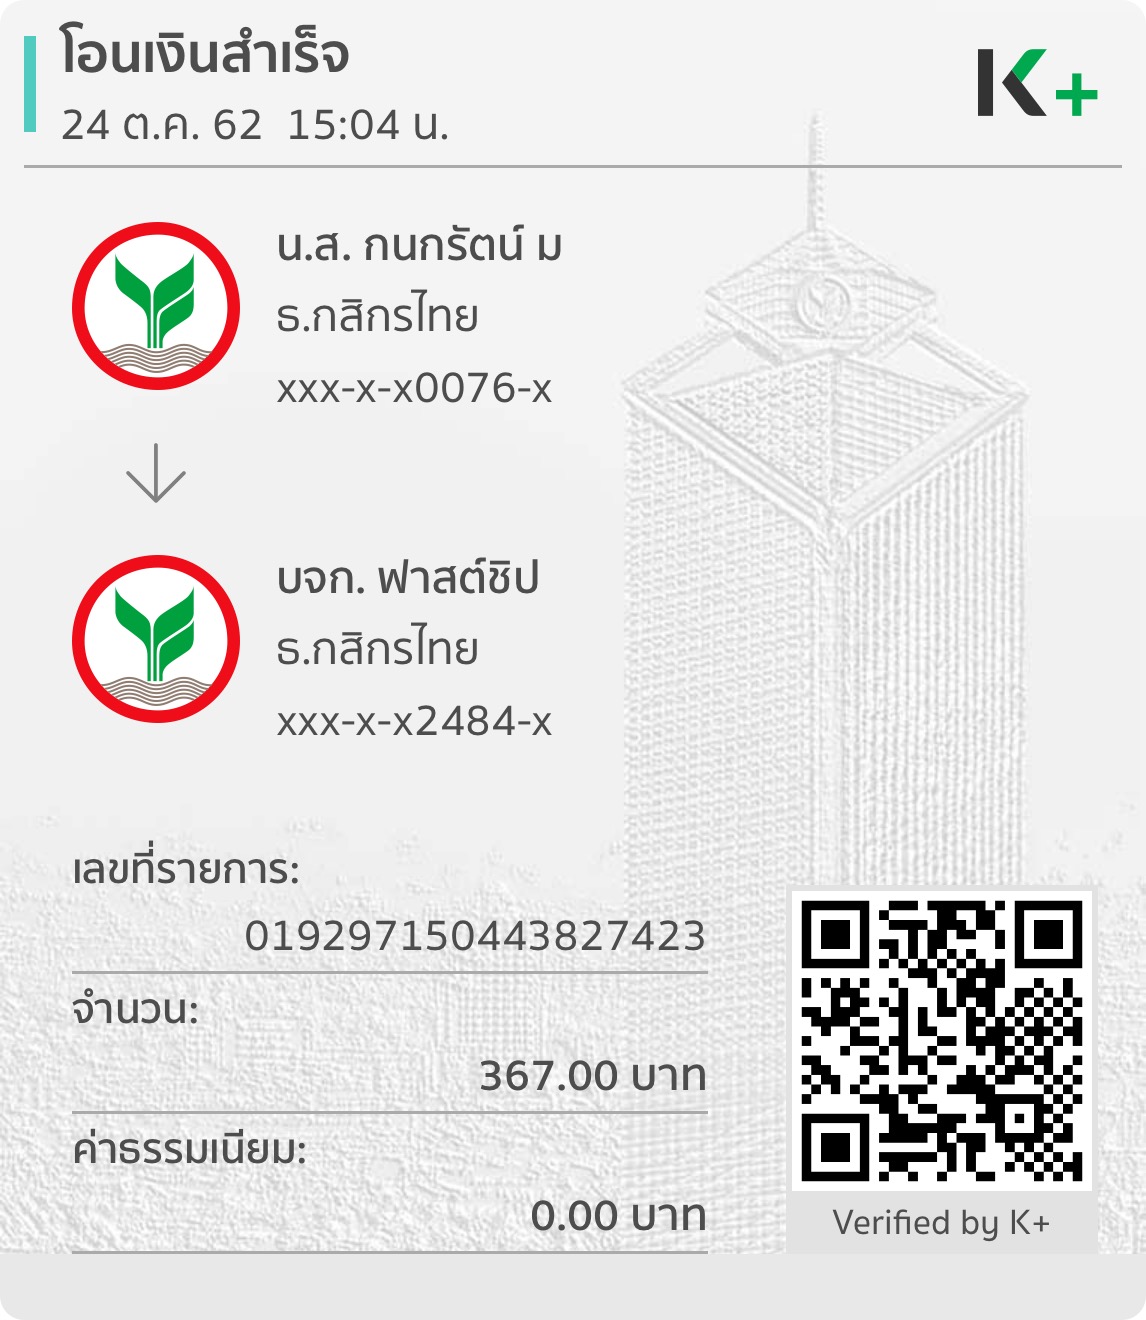 โอนเงินสำเร็จ
24 ต.ค. 62  15:04 น.
K+
น.ส. กนกรัตน์ ม
ธ.กสิกรไทย
xxx-x-x0076-x
บจก. ฟาสต์ชิป
ธ.กสิกรไทย
xxx-x-x2484-x
เลขที่รายการ:
019297150443827423
จำนวน:
367.00 บาท
ค่าธรรมเนียม:
0.00 บาท
Verified by K+